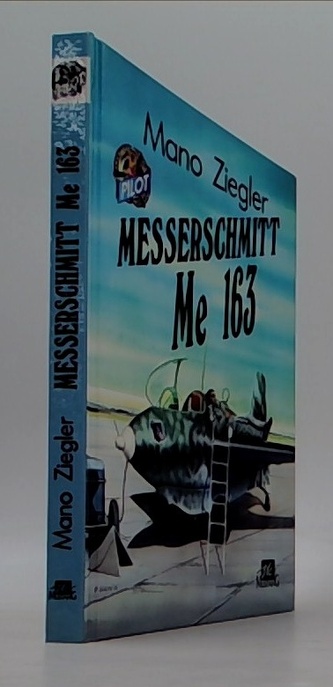 Mano Ziegler
PILOT
MESSERSCHMITT
Me 163
Mano Ziegler MESSERSCHMITT Me 163